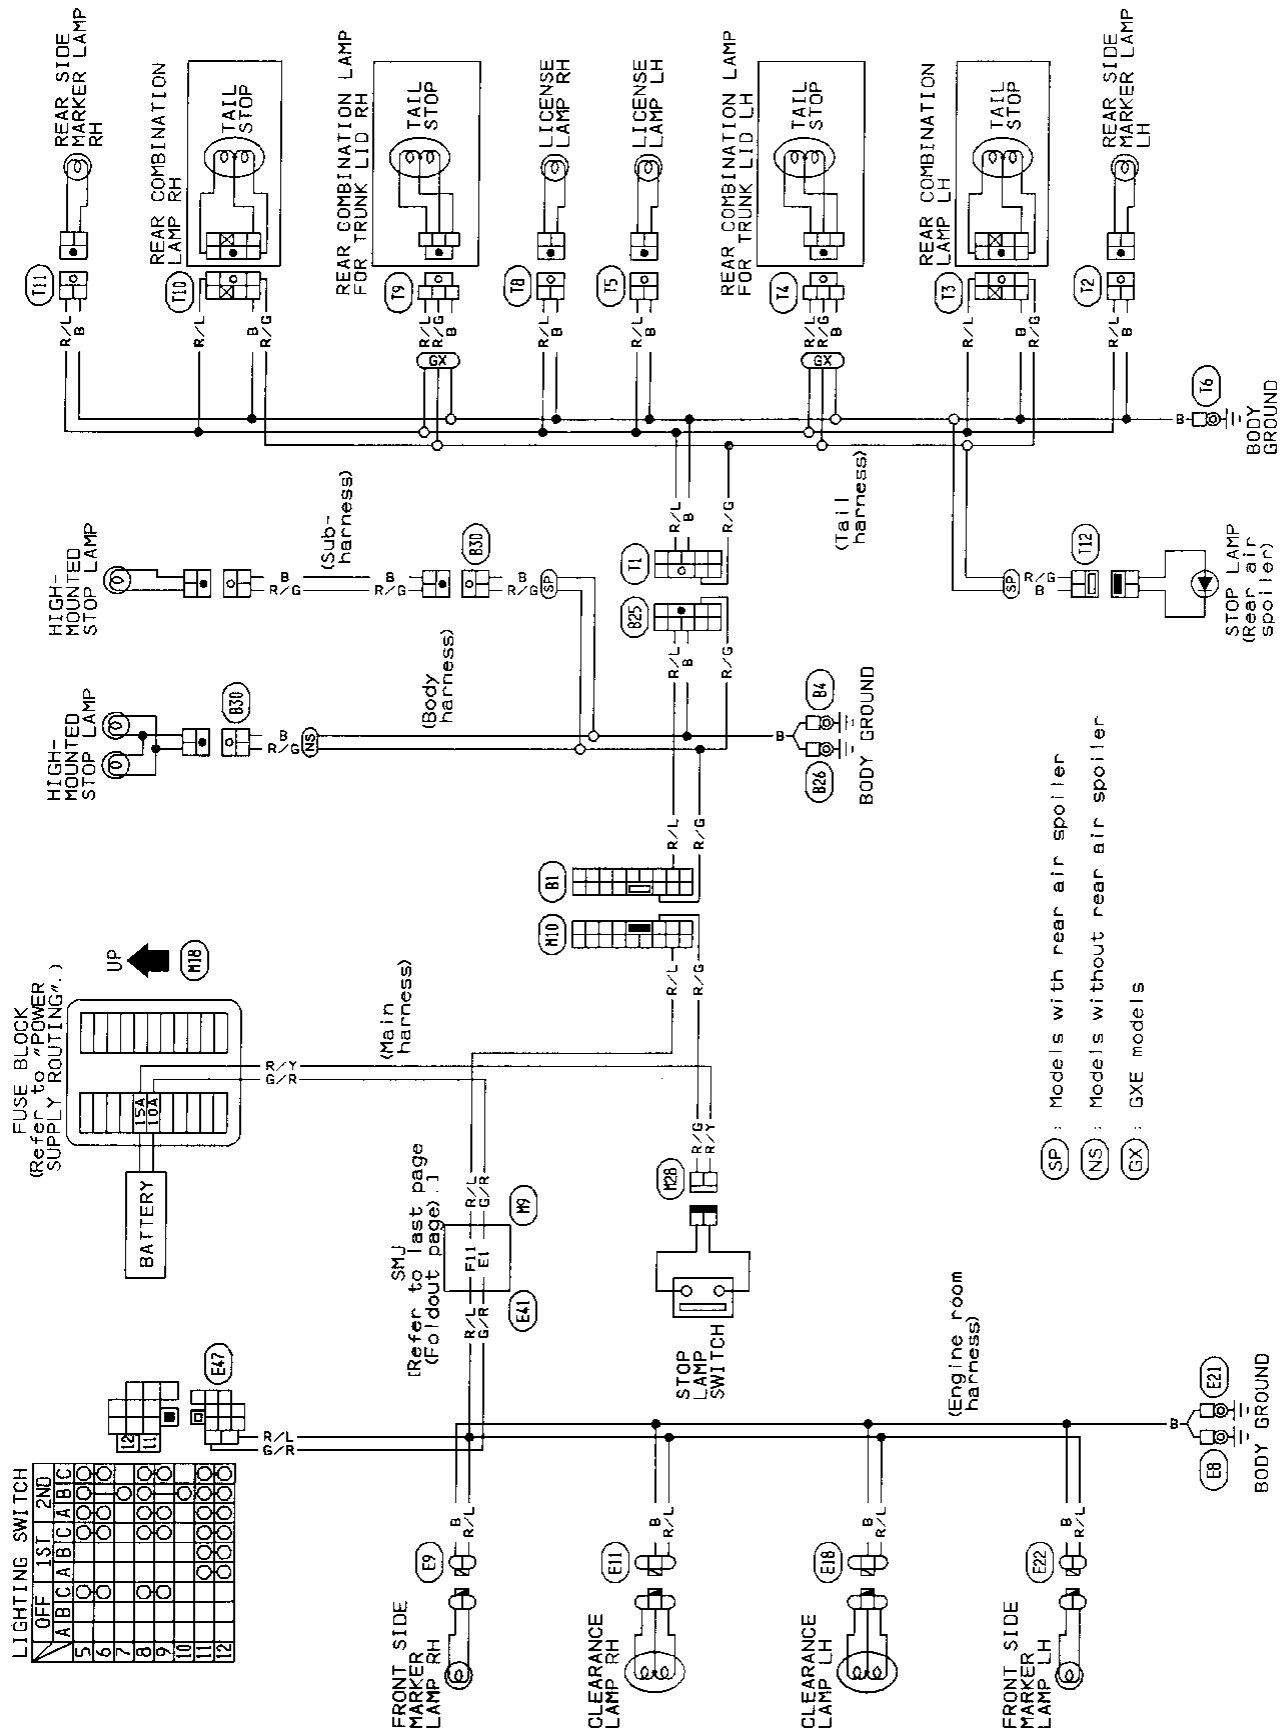 LIGHTING SWITCH
OFF 1ST 2ND
A B C A B C A B C
5
6
7
8
9
10
11
12
12
11
E47
R/L
G/R
BATTERY
FUSE BLOCK
(Refer to "POWER
SUPPLY ROUTING".)
15A
10A
UP
M18
R/Y
G/R
(Main
harness)
HIGH-
MOUNTED
STOP LAMP
B30
B
R/G
NS
(Body
harness)
HIGH-
MOUNTED
STOP LAMP
B
R/G
(Sub-
harness)
B
R/G
B30
B
R/G
SP
REAR SIDE
MARKER LAMP
RH
T11
R/L
B
REAR COMBINATION
LAMP RH
TAIL
STOP
T10
R/L
B
R/G
REAR COMBINATION LAMP
FOR TRUNK LID RH
TAIL
STOP
T9
R/L
R/G
B
GX
LICENSE
LAMP RH
T8
R/L
B
LICENSE
LAMP LH
T5
R/L
B
REAR COMBINATION LAMP
FOR TRUNK LID LH
TAIL
STOP
T4
R/L
R/G
B
GX
REAR COMBINATION
LAMP LH
TAIL
STOP
T3
R/L
B
R/G
REAR SIDE
MARKER LAMP
LH
T2
R/L
B
B
T6
BODY
GROUND
SMJ
[Refer to last page
(Foldout page).]
R/L
G/R
E41
F11
E1
M9
R/L
G/R
STOP
LAMP
SWITCH
M28
R/G
R/Y
R/L
R/G
M10
B1
R/L
R/G
R/L
B
R/G
B25
T1
R/L
B
R/G
(Tail
harness)
B
B26
B4
BODY GROUND
SP
R/G
B
T12
STOP LAMP
(Rear air
spoiler)
FRONT SIDE
MARKER
LAMP RH
E9
B
R/L
CLEARANCE
LAMP RH
E11
B
R/L
CLEARANCE
LAMP LH
E18
B
R/L
FRONT SIDE
MARKER
LAMP LH
E22
B
R/L
(Engine room
harness)
B
E8
E21
BODY GROUND
SP : Models with rear air spoiler
NS : Models without rear air spoiler
GX : GXE models